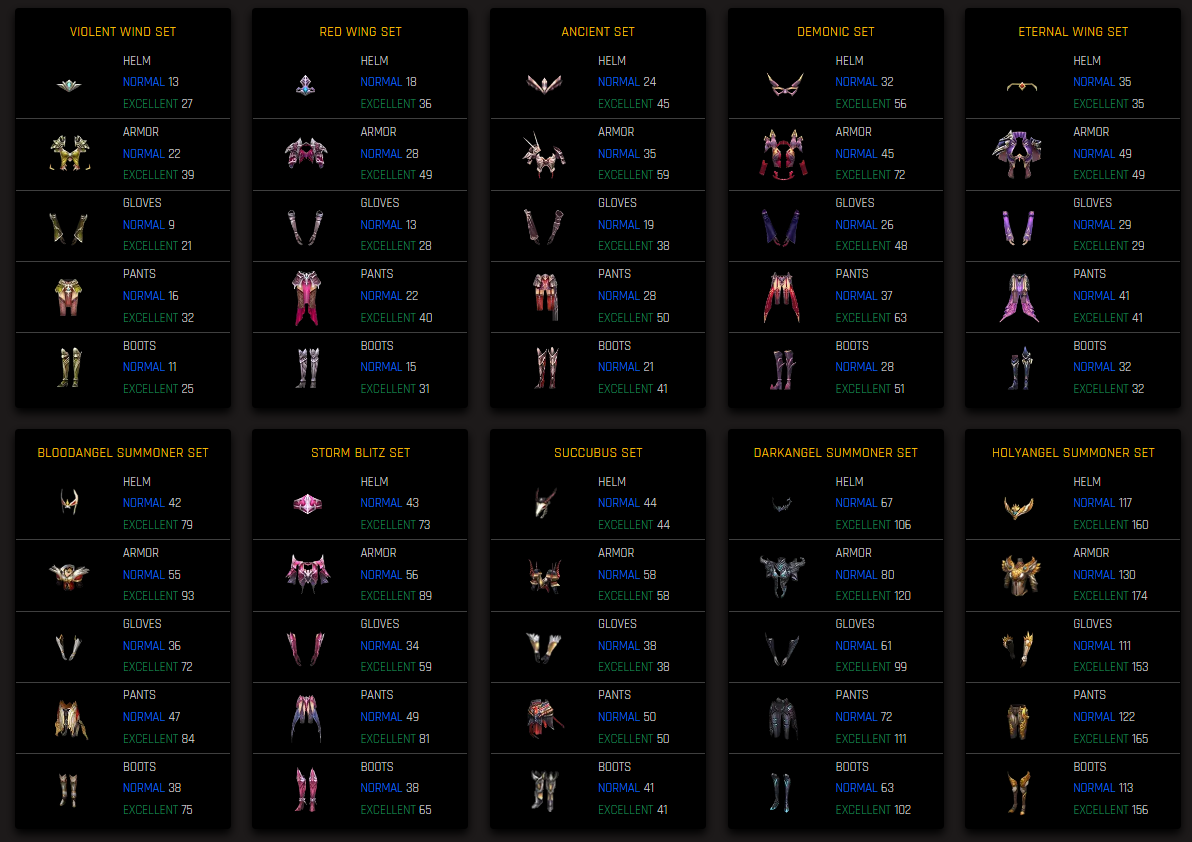 VIOLENT WIND SET
HELM
NORMAL 13
EXCELLENT 27
ARMOR
NORMAL 22
EXCELLENT 39
GLOVES
NORMAL 9
EXCELLENT 21
PANTS
NORMAL 16
EXCELLENT 32
BOOTS
NORMAL 11
EXCELLENT 25
RED WING SET
HELM
NORMAL 18
EXCELLENT 36
ARMOR
NORMAL 28
EXCELLENT 49
GLOVES
NORMAL 13
EXCELLENT 28
PANTS
NORMAL 22
EXCELLENT 40
BOOTS
NORMAL 15
EXCELLENT 31
ANCIENT SET
HELM
NORMAL 24
EXCELLENT 45
ARMOR
NORMAL 35
EXCELLENT 59
GLOVES
NORMAL 19
EXCELLENT 38
PANTS
NORMAL 28
EXCELLENT 50
BOOTS
NORMAL 21
EXCELLENT 41
DEMONIC SET
HELM
NORMAL 32
EXCELLENT 56
ARMOR
NORMAL 45
EXCELLENT 72
GLOVES
NORMAL 26
EXCELLENT 48
PANTS
NORMAL 37
EXCELLENT 63
BOOTS
NORMAL 28
EXCELLENT 51
ETERNAL WING SET
HELM
NORMAL 35
EXCELLENT 35
ARMOR
NORMAL 49
EXCELLENT 49
GLOVES
NORMAL 29
EXCELLENT 29
PANTS
NORMAL 41
EXCELLENT 41
BOOTS
NORMAL 32
EXCELLENT 32
BLOODANGEL SUMMONER SET
HELM
NORMAL 42
EXCELLENT 79
ARMOR
NORMAL 55
EXCELLENT 93
GLOVES
NORMAL 36
EXCELLENT 72
PANTS
NORMAL 47
EXCELLENT 84
BOOTS
NORMAL 38
EXCELLENT 75
STORM BLITZ SET
HELM
NORMAL 43
EXCELLENT 73
ARMOR
NORMAL 56
EXCELLENT 89
GLOVES
NORMAL 34
EXCELLENT 59
PANTS
NORMAL 49
EXCELLENT 81
BOOTS
NORMAL 38
EXCELLENT 65
SUCCUBUS SET
HELM
NORMAL 44
EXCELLENT 44
ARMOR
NORMAL 58
EXCELLENT 58
GLOVES
NORMAL 38
EXCELLENT 38
PANTS
NORMAL 50
EXCELLENT 50
BOOTS
NORMAL 41
EXCELLENT 41
DARKANGEL SUMMONER SET
HELM
NORMAL 67
EXCELLENT 106
ARMOR
NORMAL 80
EXCELLENT 120
GLOVES
NORMAL 61
EXCELLENT 99
PANTS
NORMAL 72
EXCELLENT 111
BOOTS
NORMAL 63
EXCELLENT 102
HOLYANGEL SUMMONER SET
HELM
NORMAL 117
EXCELLENT 160
ARMOR
NORMAL 130
EXCELLENT 174
GLOVES
NORMAL 111
EXCELLENT 153
PANTS
NORMAL 122
EXCELLENT 165
BOOTS
NORMAL 113
EXCELLENT 156